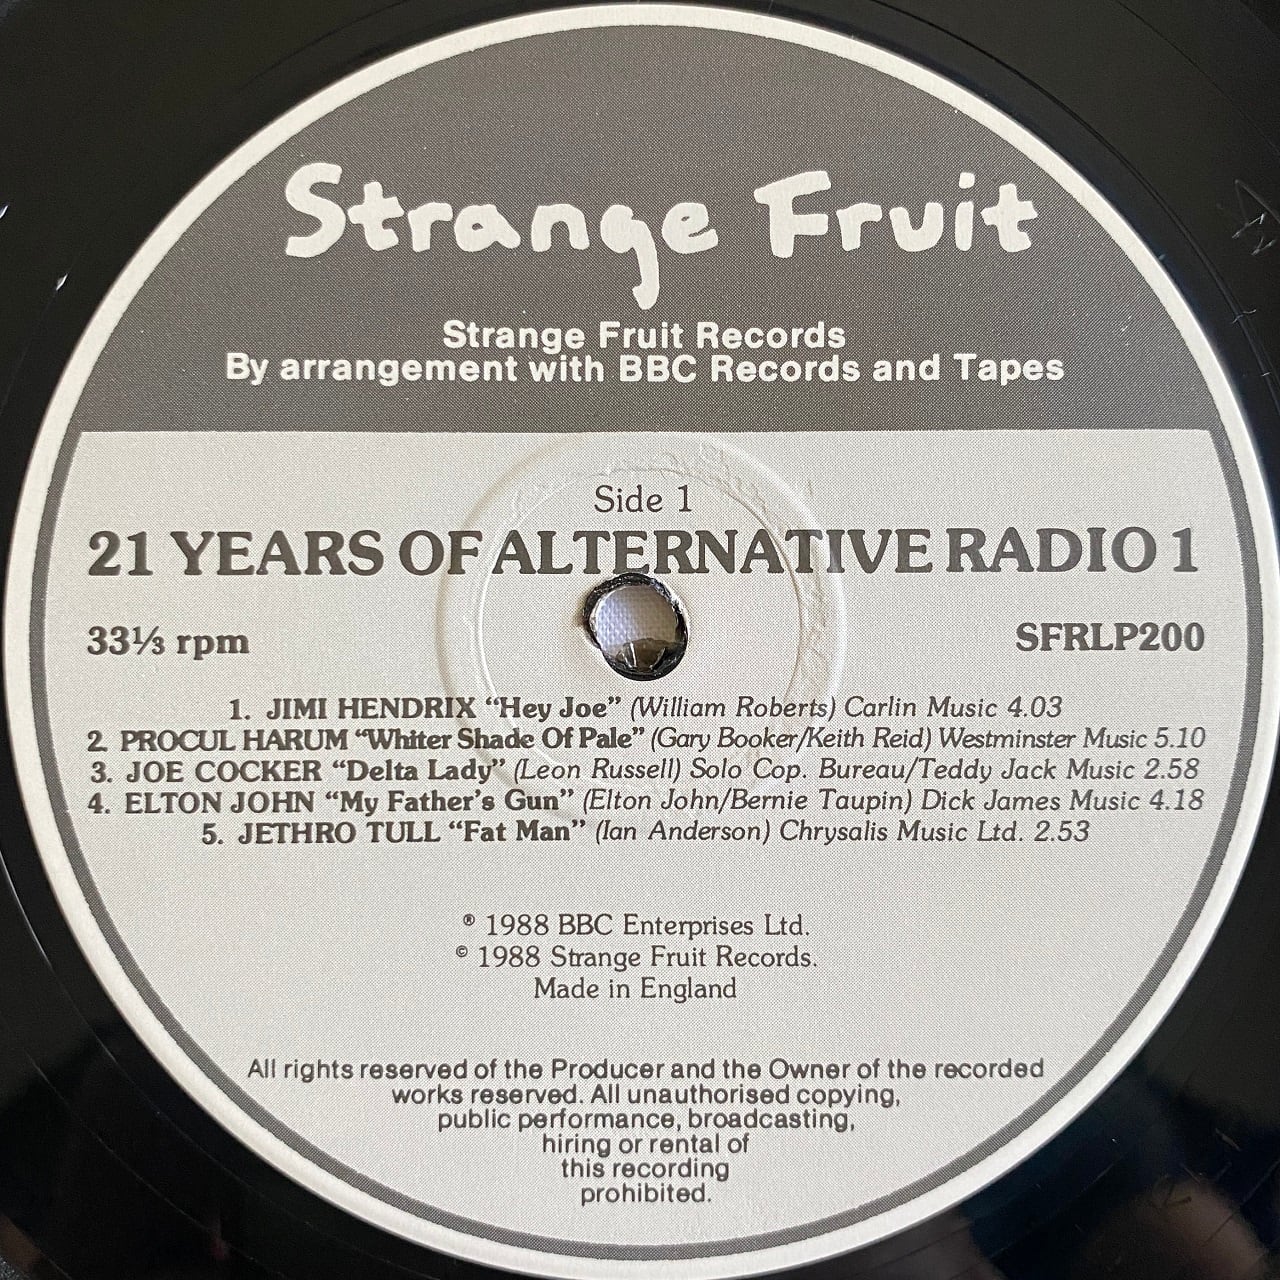 Strange Fruit
Strange Fruit Records
By arrangement with BBC Records and Tapes
Side 1
21 YEARS OF ALTERNATIVE RADIO 1
33⅓ rpm
SFRLP200
1. JIMI HENDRIX “Hey Joe” (William Roberts) Carlin Music 4.03
2. PROCUL HARUM “Whiter Shade Of Pale” (Gary Booker/Keith Reid) Westminster Music 5.10
3. JOE COCKER “Delta Lady” (Leon Russell) Solo Cop. Bureau/Teddy Jack Music 2.58
4. ELTON JOHN “My Father's Gun” (Elton John/Bernie Taupin) Dick James Music 4.18
5. JETHRO TULL “Fat Man” (Ian Anderson) Chrysalis Music Ltd. 2.53
® 1988 BBC Enterprises Ltd.
© 1988 Strange Fruit Records.
Made in England
All rights reserved of the Producer and the Owner of the recorded
works reserved. All unauthorised copying,
public performance, broadcasting,
hiring or rental of
this recording
prohibited.